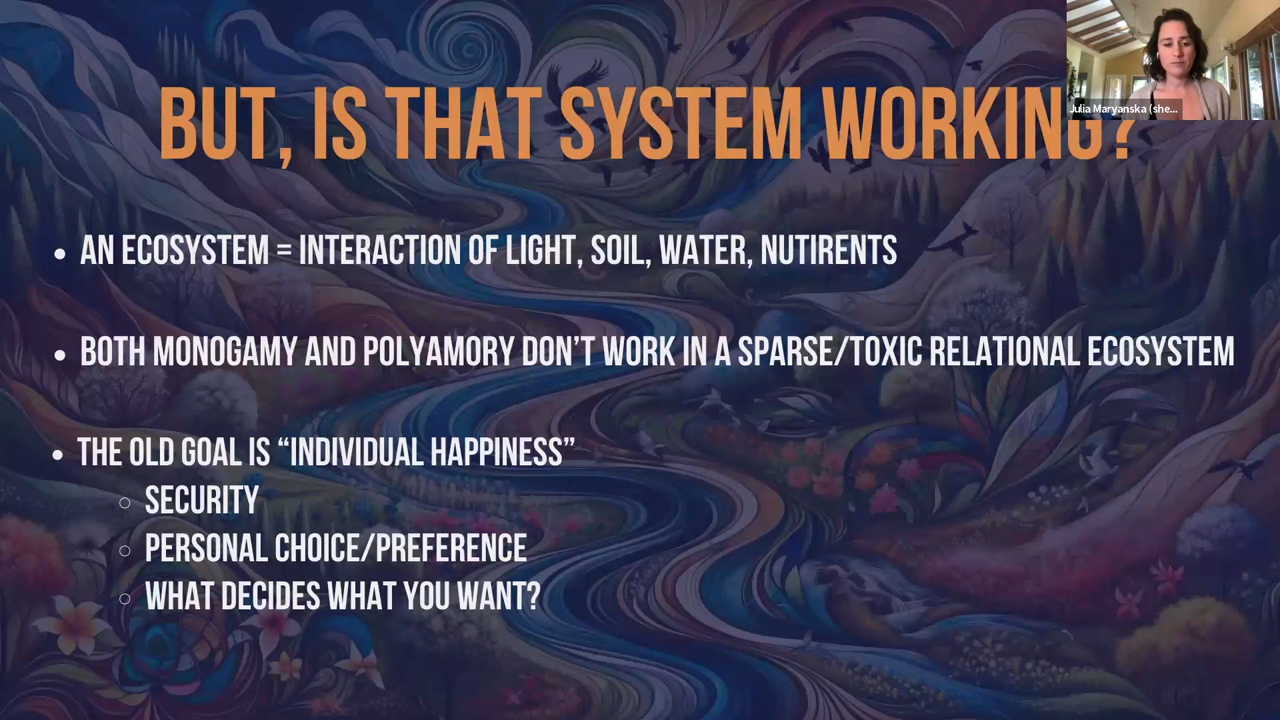 BUT, IS THAT SYSTEM WORKING?
Julia Maryanska (she...
• AN ECOSYSTEM = INTERACTION OF LIGHT, SOIL, WATER, NUTIRENTS
• BOTH MONOGAMY AND POLYAMORY DON'T WORK IN A SPARSE/TOXIC RELATIONAL ECOSYSTEM
• THE OLD GOAL IS “INDIVIDUAL HAPPINESS”
○ SECURITY
○ PERSONAL CHOICE/PREFERENCE
○ WHAT DECIDES WHAT YOU WANT?